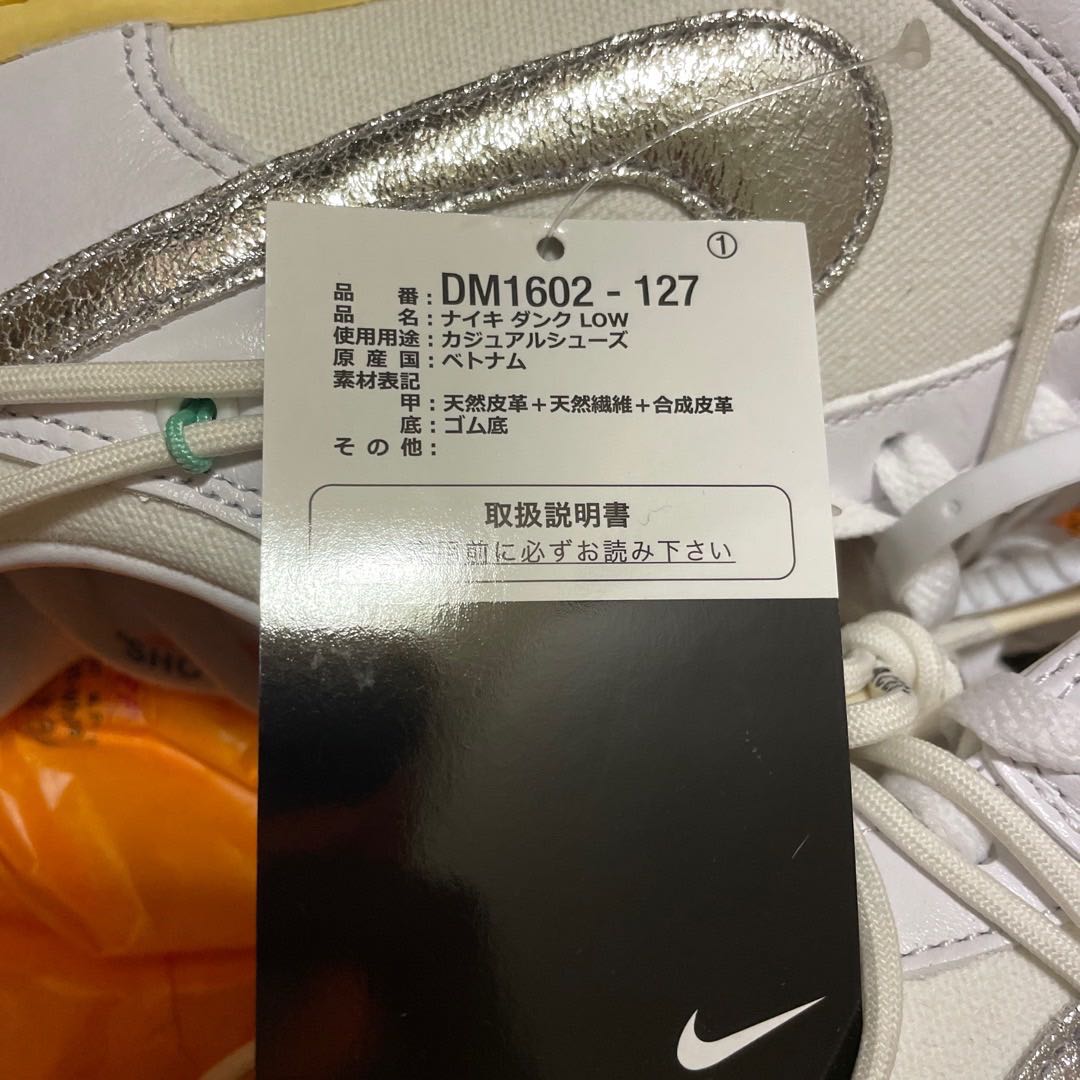 ①
品 番:DM1602 - 127
品 名:ナイキ ダンク LOW
使用用途:カジュアルシューズ
原産国:ベトナム
素材表記
甲:天然皮革+天然繊維+合成皮革
底:ゴム底
その他:
取扱説明書
前に必ずお読み下さい
"SHO